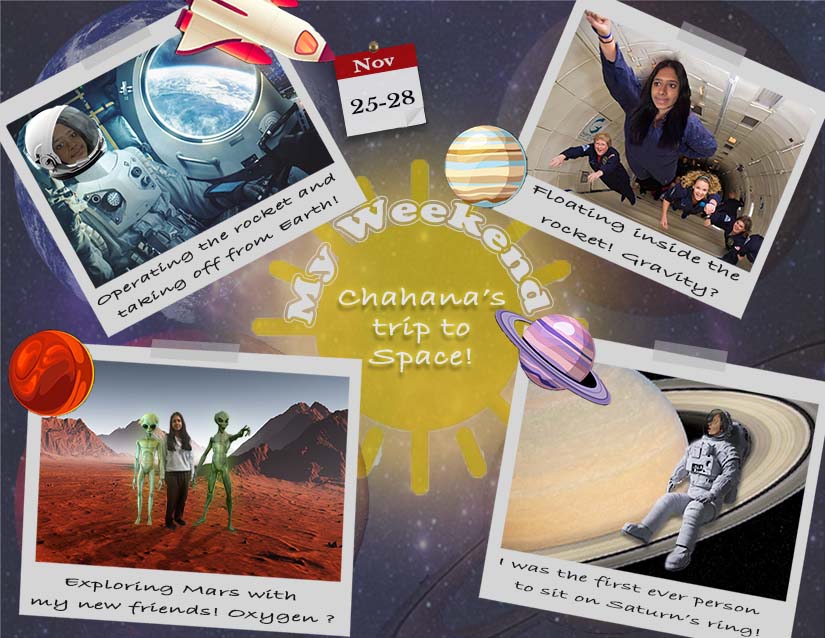 Nov
25-28
Operating the rocket and
taking off from Earth!
Floating inside the
rocket! Gravity?
My Weekend
Chahana's
trip to
Space!
Exploring Mars with
my new friends! Oxygen ?
I was the first ever person
to sit on Saturn's ring!